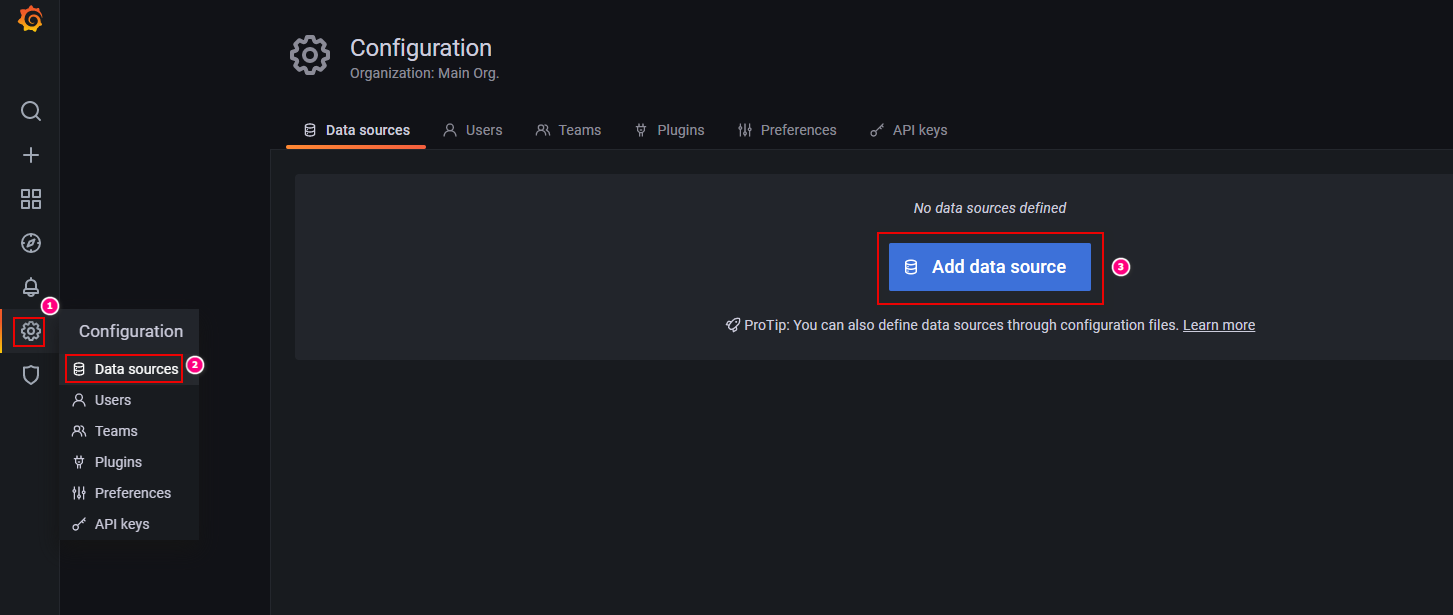 Configuration
Organization: Main Org.
Data sources Users Teams Plugins Preferences API keys
No data sources defined
Add data source
3
ProTip: You can also define data sources through configuration files. Learn more
1
Configuration
Data sources
2
Users
Teams
Plugins
Preferences
API keys